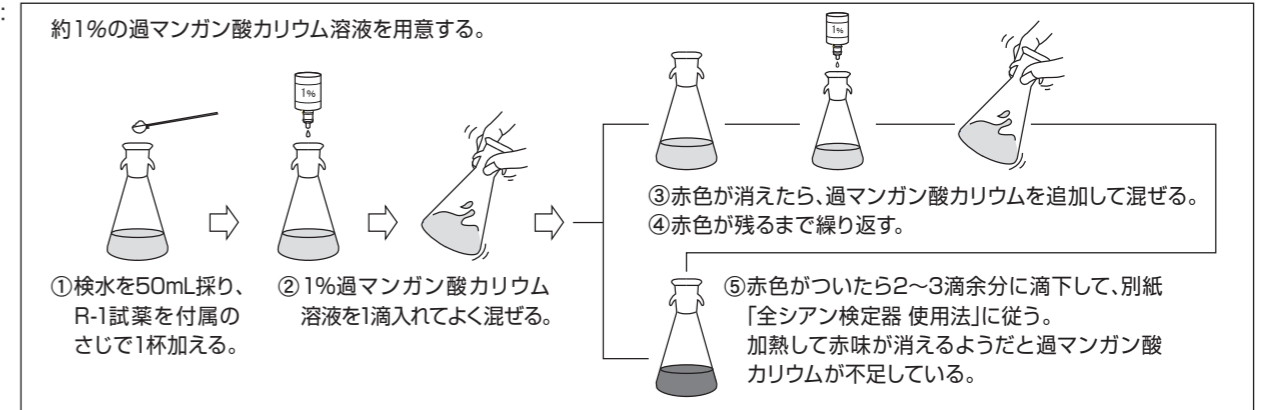 :
約1%の過マンガン酸カリウム溶液を用意する。
1%
1%
①検水を50mL採り、
R-1試薬を付属の
さじで1杯加える。
②1%過マンガン酸カリウム
溶液を1滴入れてよく混ぜる。
③赤色が消えたら、過マンガン酸カリウムを追加して混ぜる。
④赤色が残るまで繰り返す。
⑤赤色がついたら2〜3滴余分に滴下して、別紙
「全シアン検定器 使用法」に従う。
加熱して赤味が消えるようだと過マンガン酸
カリウムが不足している。